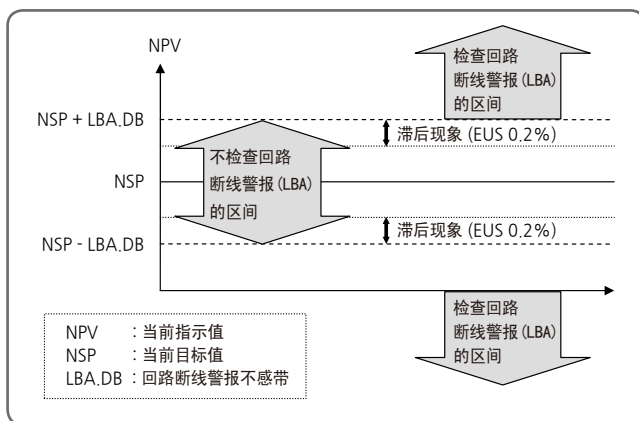 NPV
检查回路
断线警报(LBA)
的区间
NSP + LBA.DB
滞后现象 (EUS 0.2%)
不检查回路
断线警报(LBA)
的区间
NSP
滞后现象 (EUS 0.2%)
NSP - LBA.DB
检查回路
断线警报(LBA)
的区间
NPV : 当前指示值
NSP : 当前目标值
LBA.DB : 回路断线警报不感带